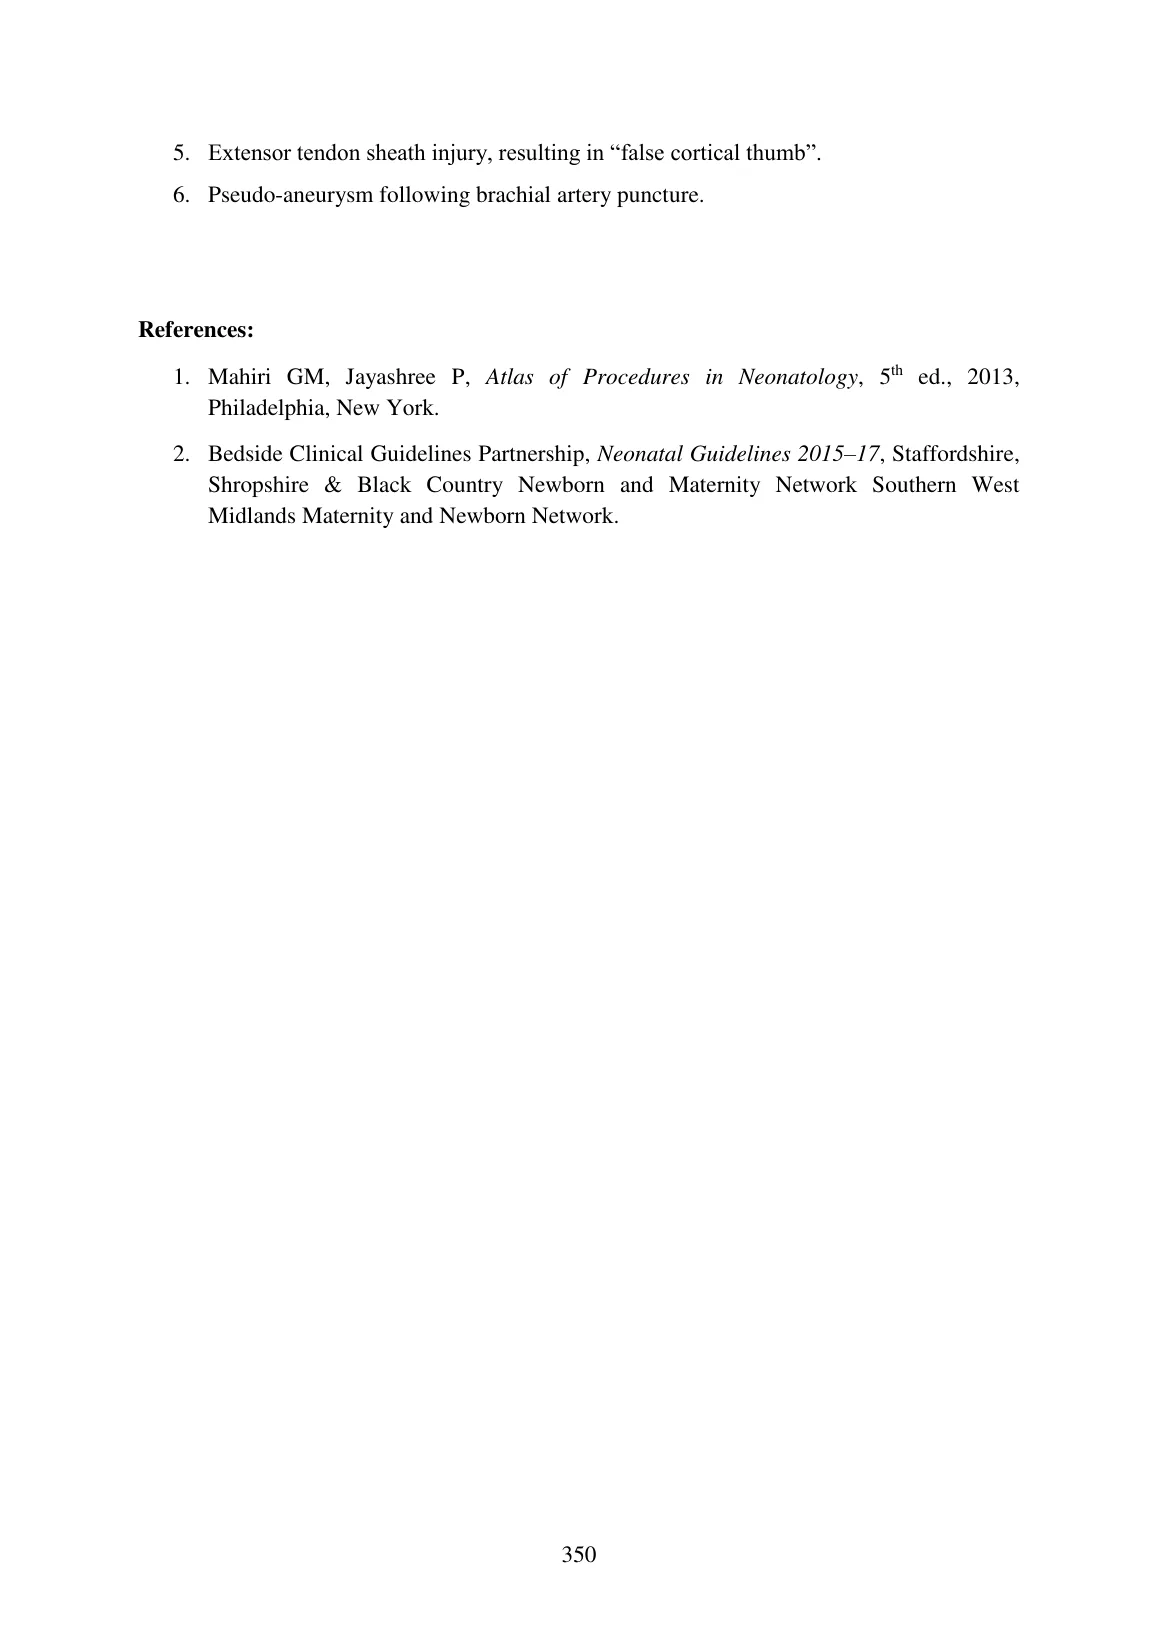 5. Extensor tendon sheath injury, resulting in “false cortical thumb”.
6. Pseudo-aneurysm following brachial artery puncture.
References:
1. Mahiri GM, Jayashree P, Atlas of Procedures in Neonatology, 5th ed., 2013,
Philadelphia, New York.
2. Bedside Clinical Guidelines Partnership, Neonatal Guidelines 2015–17, Staffordshire,
Shropshire & Black Country Newborn and Maternity Network Southern West
Midlands Maternity and Newborn Network.
350